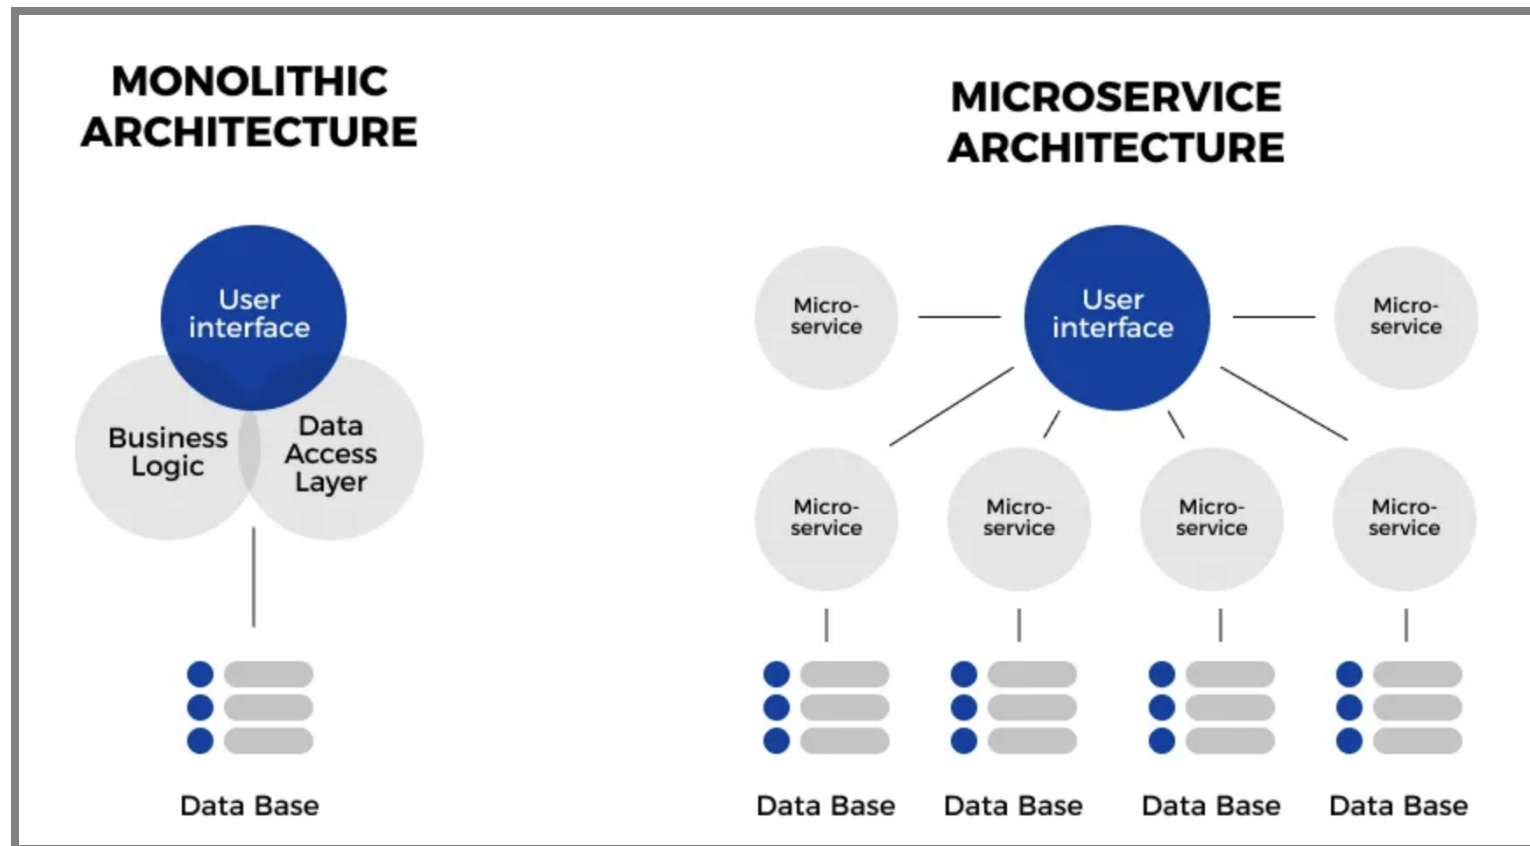 MONOLITHIC
ARCHITECTURE
User
interface
Business
Logic
Data
Access
Layer
Data Base
MICROSERVICE
ARCHITECTURE
Micro-
service
User
interface
Micro-
service
Micro-
service
Micro-
service
Micro-
service
Micro-
service
Data Base
Data Base
Data Base
Data Base